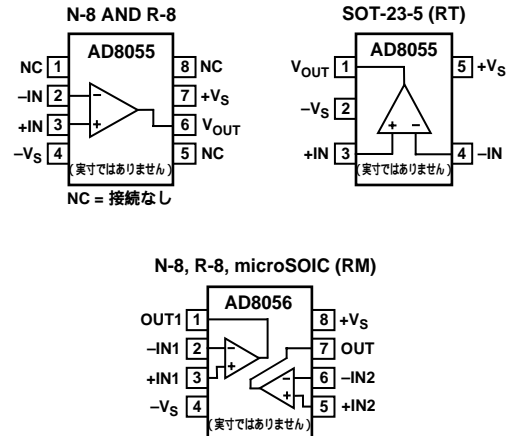 N-8 AND R-8
AD8055
NC 1
–IN 2
+IN 3
–VS 4
8 NC
7 +VS
6 VOUT
5 NC
– +
(実寸ではありません)
NC = 接続なし
SOT-23-5 (RT)
AD8055
VOUT 1
–VS 2
+IN 3
5 +VS
4 –IN
+ –
(実寸ではありません)
N-8, R-8, microSOIC (RM)
AD8056
OUT1 1
–IN1 2
+IN1 3
–VS 4
8 +VS
7 OUT
6 –IN2
5 +IN2
– +
– +
(実寸ではありません)